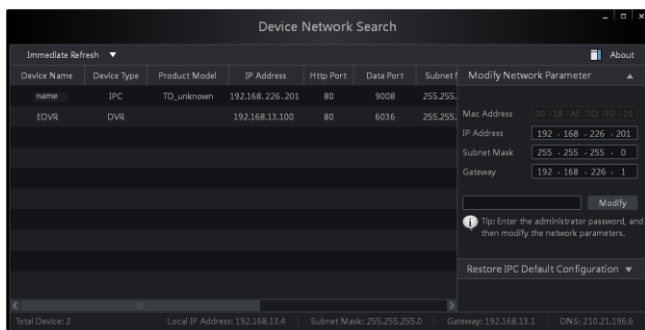 Device Network Search
Immediate Refresh
About
Device Name Device Type Product Model IP Address Http Port Data Port Subnet
name IPC TD_unknown 192.168.226.201 80 9008 255.255.
EDVR DVR 192.168.13.100 80 6036 255.255.
Modify Network Parameter
Mac Address 00 :18 :AE :3D :F0 :19
IP Address 192 - 168 - 226 - 201
Subnet Mask 255 - 255 - 255 - 0
Gateway 192 - 168 - 226 - 1
Modify
Tip: Enter the administrator password, and
then modify the network parameters.
Restore IPC Default Configuration
Total Device: 2 Local IP Address: 192.168.13.4 Subnet Mask: 255.255.255.0 Gateway: 192.168.13.1 DNS: 210.21.196.6